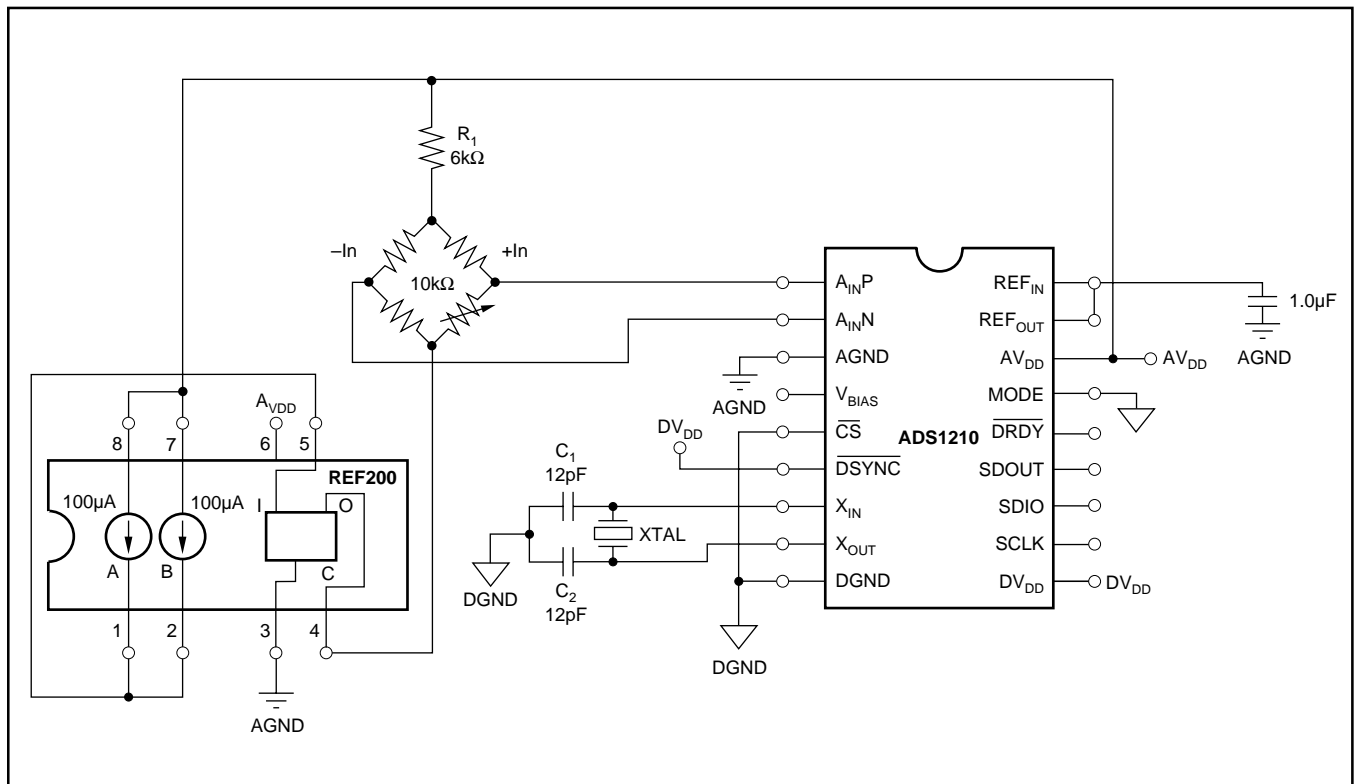 R1
6kΩ
–In
+In
10kΩ
AINP
AINN
AGND
VBIAS
CS
DSYNC
XIN
XOUT
DGND
ADS1210
REFIN
REFOUT
AVDD
MODE
DRDY
SDOUT
SDIO
SCLK
DVDD
1.0µF
AGND
AVDD
DVDD
AGND
DVDD
C1
12pF
XTAL
C2
12pF
DGND
DGND
8
7
AVDD
6
5
REF200
100µA
100µA
I
O
A
B
C
1
2
3
4
AGND